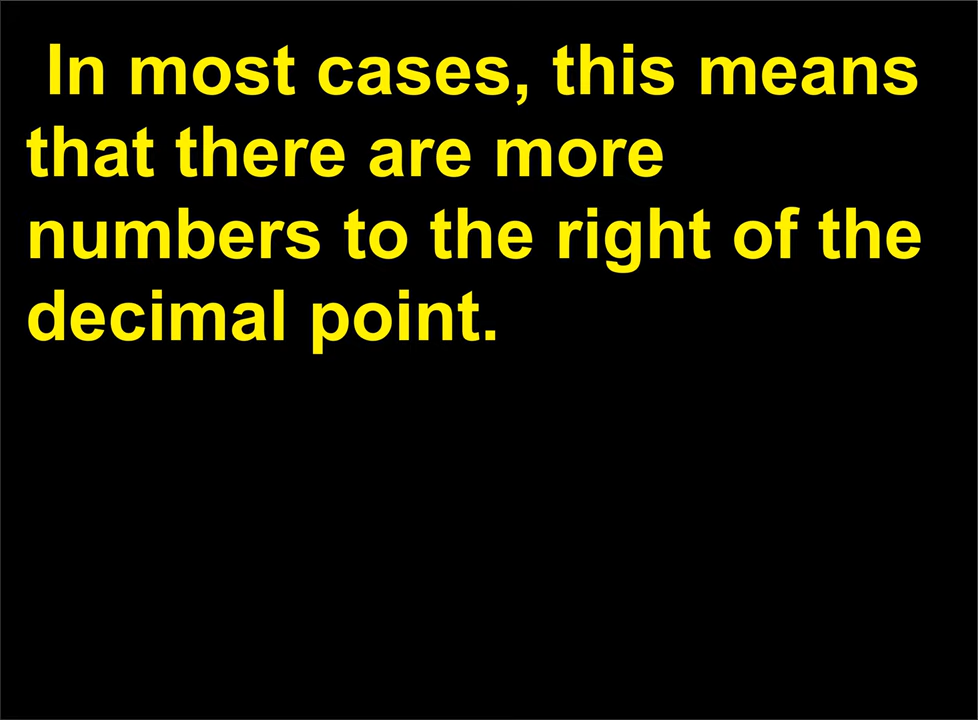 In most cases, this means
that there are more
numbers to the right of the
decimal point.